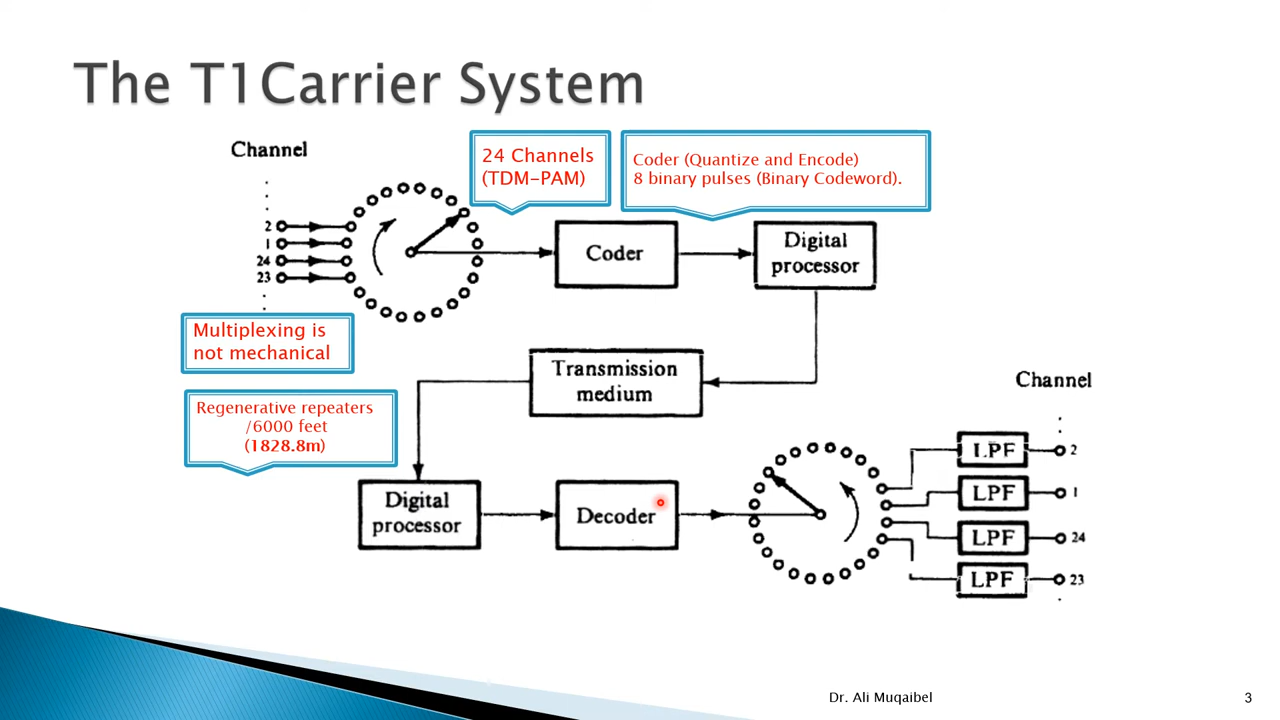 The T1Carrier System
Channel
24 Channels
(TDM-PAM)
Coder (Quantize and Encode)
8 binary pulses (Binary Codeword).
2
1
24
23
Coder
Digital
processor
Multiplexing is
not mechanical
Transmission
medium
Channel
Regenerative repeaters
/6000 feet
(1828.8m)
Digital
processor
Decoder
LPF
2
LPF
1
LPF
24
LPF
23
Dr. Ali Muqaibel
3